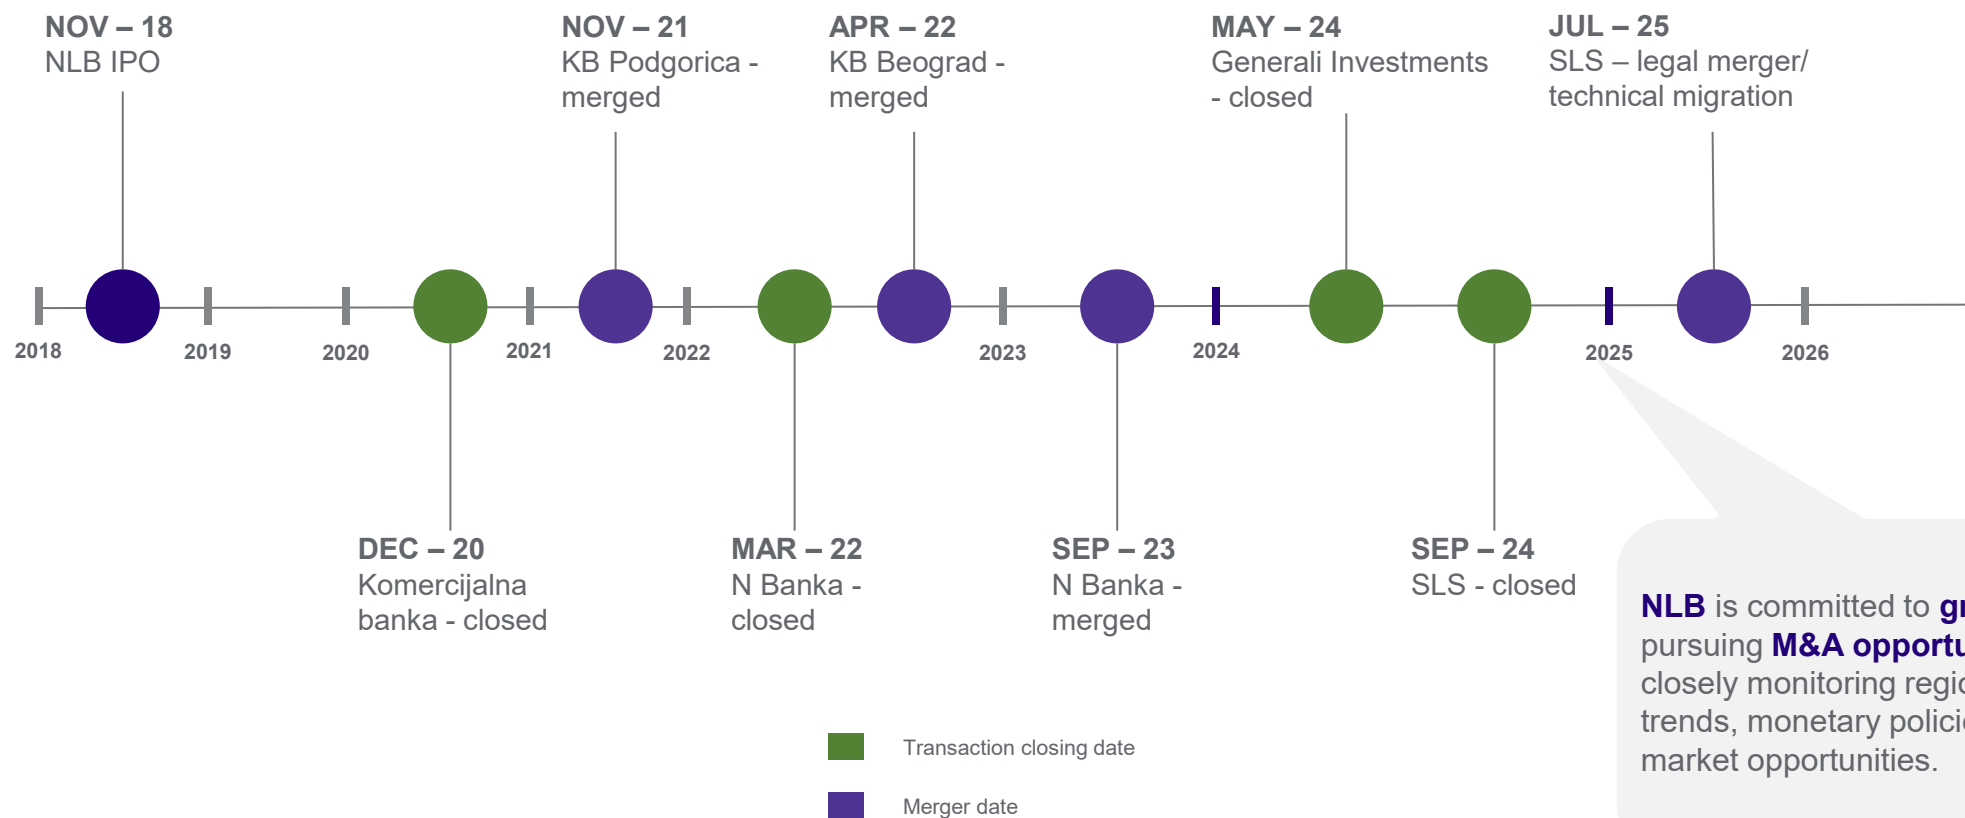 NOV – 18
NLB IPO
NOV – 21
KB Podgorica -
merged
APR – 22
KB Beograd -
merged
MAY – 24
Generali Investments
- closed
JUL – 25
SLS – legal merger/
technical migration
2018
2019
2020
2021
2022
2023
2024
2025
2026
DEC – 20
Komercijalna
banka - closed
MAR – 22
N Banka -
closed
SEP – 23
N Banka -
merged
SEP – 24
SLS - closed
NLB is committed to
pursuing M&A
closely monitoring
trends, monetary
market opportunities.
Transaction closing date
Merger date